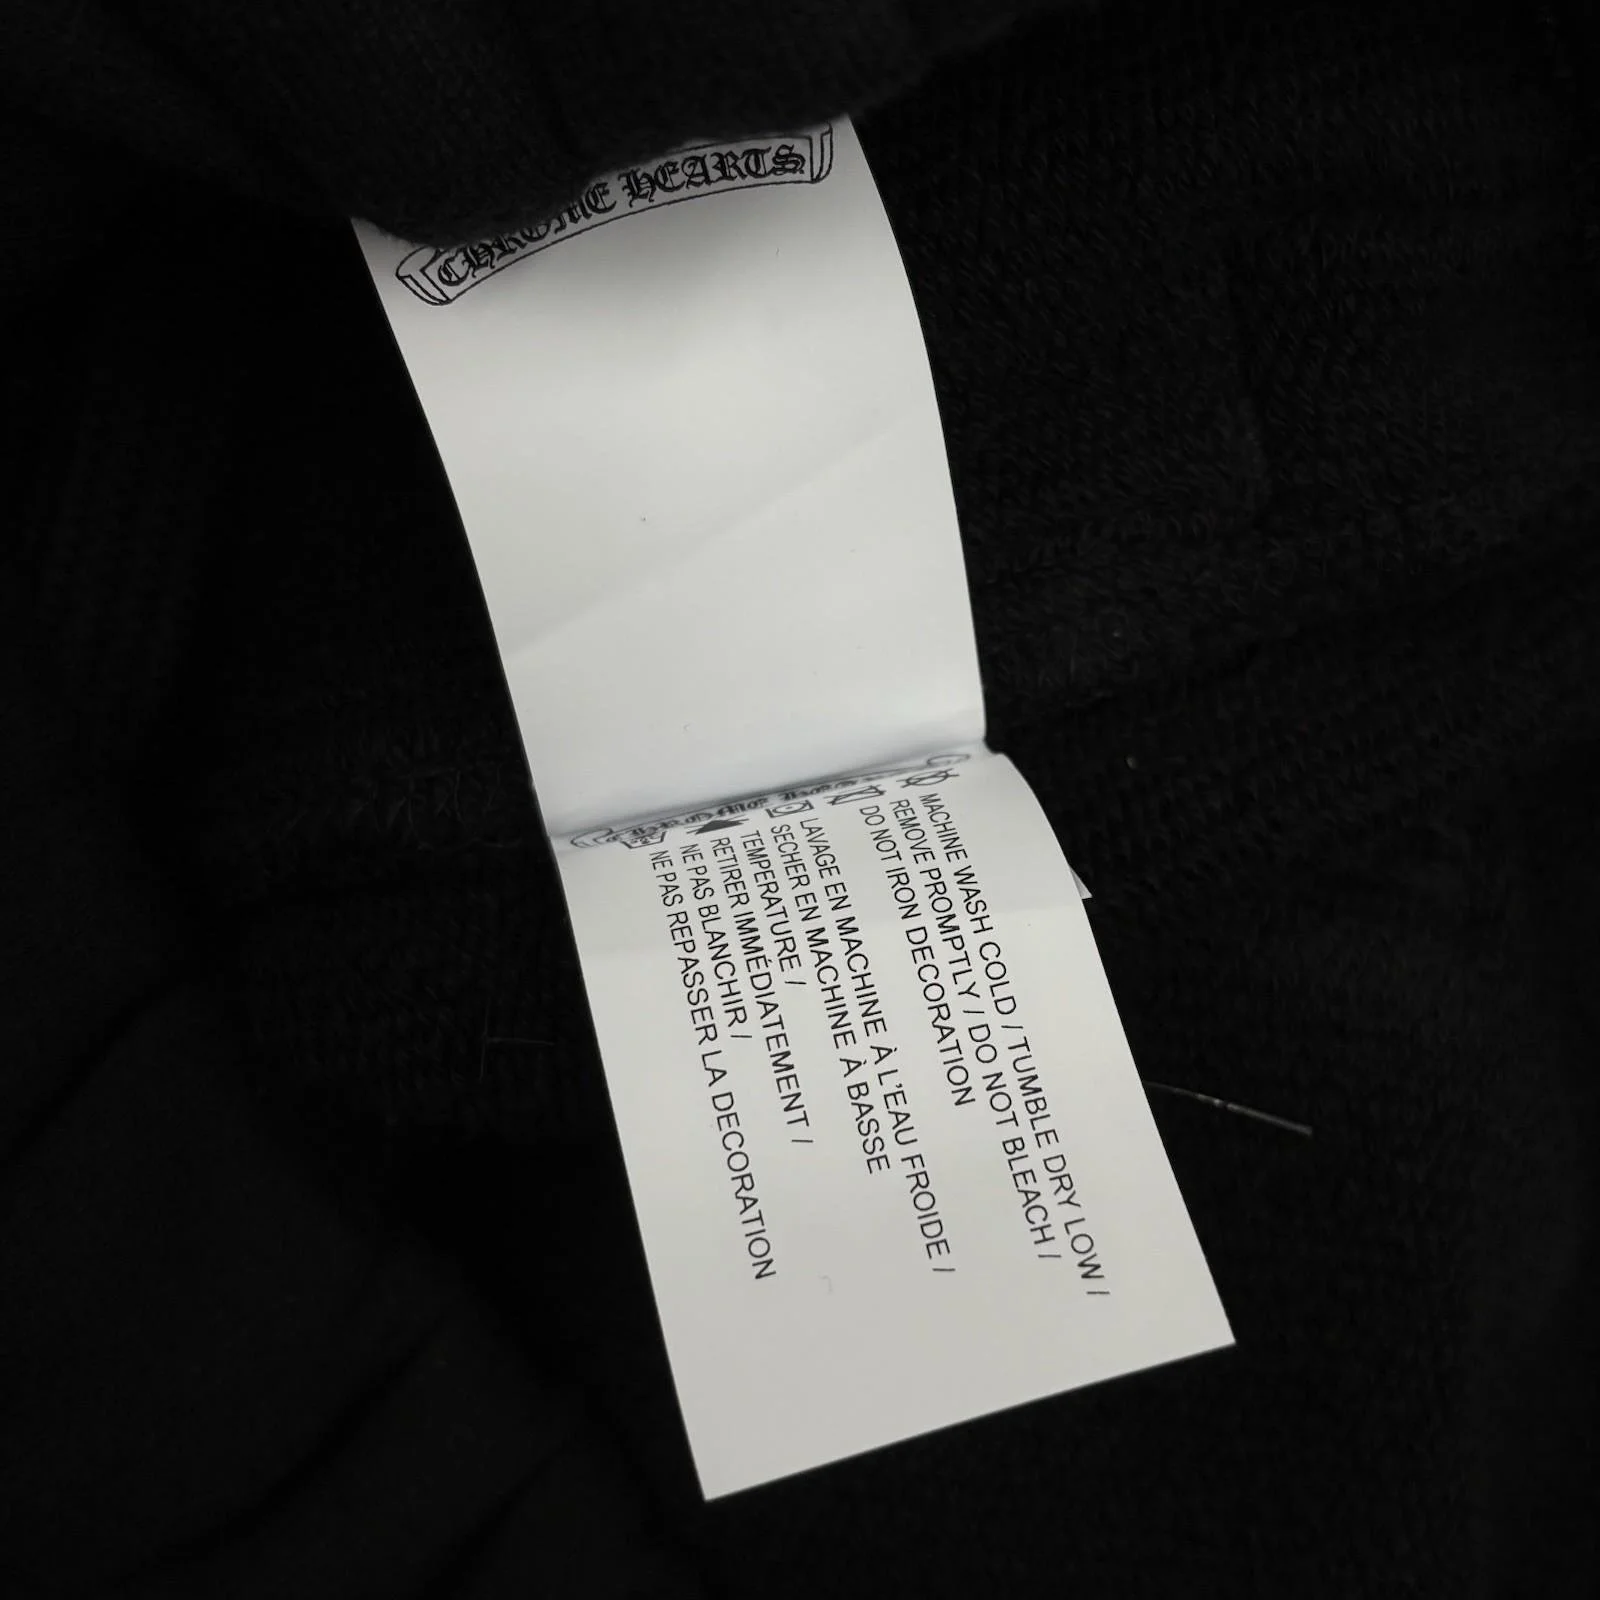 CHROME HEARTS
MACHINE WASH COLD / TUMBLE DRY LOW /
REMOVE PROMPTLY / DO NOT BLEACH /
DO NOT IRON DECORATION
LAVAGE EN MACHINE À L'EAU FROIDE /
SECHER EN MACHINE À BASSE
TEMPERATURE /
RETIRER IMMÉDIATEMENT /
NE PAS BLANCHIR /
NE PAS REPASSER LA DECORATION